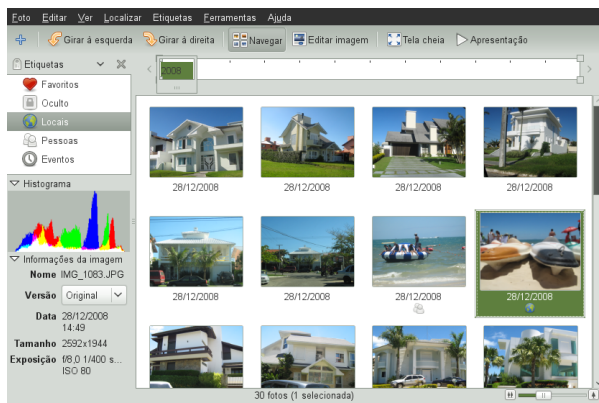 Foto Editar Ver Localizar Etiquetas Ferramentas Ajuda
Girar á esquerda Girar á direita Navegar Editar imagem Tela cheia Apresentação
Etiquetas
2008
Favoritos
Oculto
Locais
Pessoas
Eventos
28/12/2008 28/12/2008 28/12/2008 28/12/2008
Histograma
Informações da imagem
Nome IMG_1083.JPG
Versão Original
Data 28/12/2008
14:49
Tamanho 2592x1944
Exposição f/8,0 1/400 s...
ISO 80
28/12/2008 28/12/2008 28/12/2008 28/12/2008
30 fotos (1 selecionada)